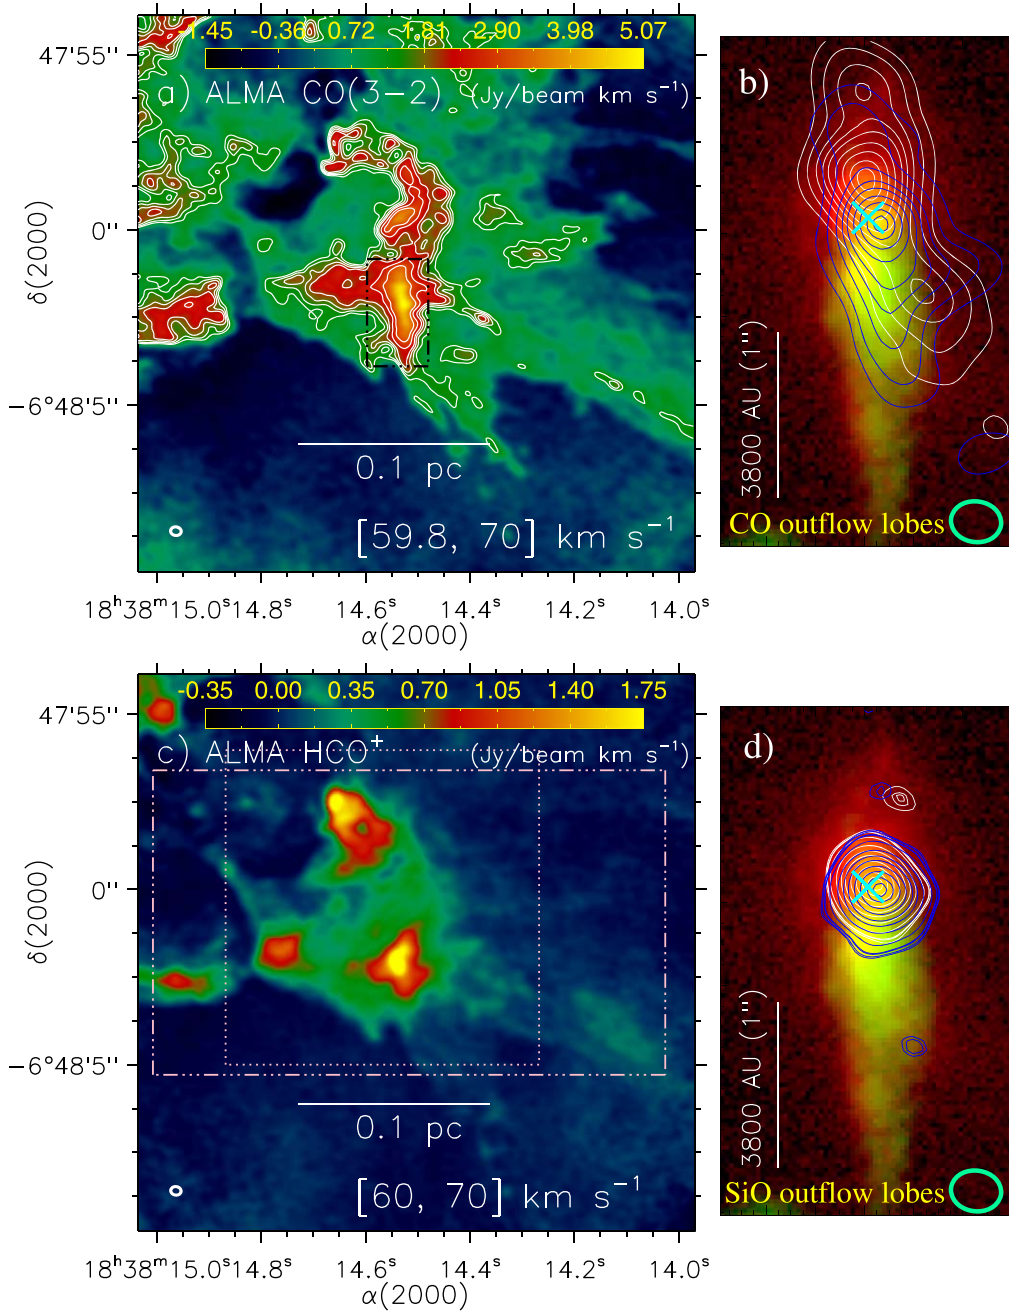 -1.45 -0.36 0.72 1.81 2.90 3.98 5.07
a) ALMA CO(3-2) (Jy/beam km s⁻¹)
47'55''
0''
-6°48'5''
δ(2000)
0.1 pc
[59.8, 70] km s⁻¹
18ʰ38ᵐ15.0ˢ 14.8ˢ 14.6ˢ 14.4ˢ 14.2ˢ 14.0ˢ
α(2000)
b)
3800 AU (1'')
CO outflow lobes
-0.35 0.00 0.35 0.70 1.05 1.40 1.75
c) ALMA HCO⁺ (Jy/beam km s⁻¹)
47'55''
0''
-6°48'5''
δ(2000)
0.1 pc
[60, 70] km s⁻¹
18ʰ38ᵐ15.0ˢ 14.8ˢ 14.6ˢ 14.4ˢ 14.2ˢ 14.0ˢ
α(2000)
d)
3800 AU (1'')
SiO outflow lobes